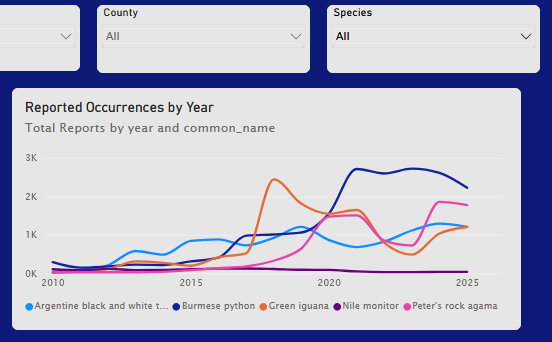 County
Species
All
All
Reported Occurrences by Year
Total Reports by year and common_name
3K
2K
1K
0K
2010
2015
2020
2025
Argentine black and white t... Burmese python Green iguana Nile monitor Peter's rock agama